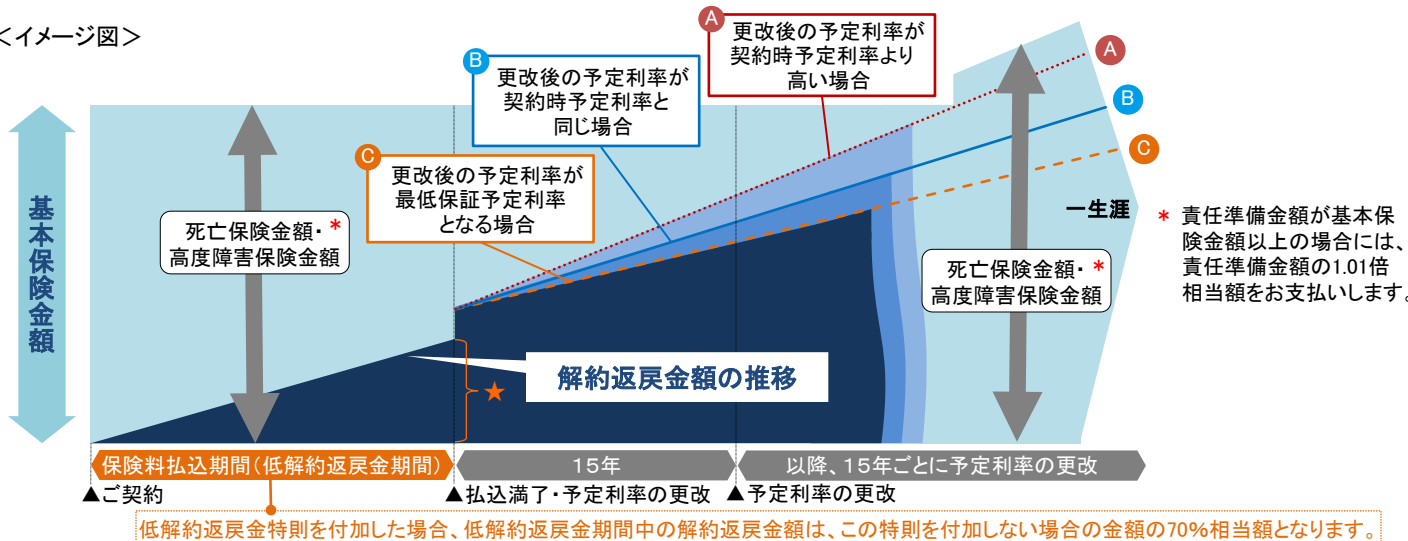 ＜イメージ図＞
A
更改後の予定利率が
契約時予定利率より
高い場合
B
更改後の予定利率が
契約時予定利率と
同じ場合
C
更改後の予定利率が
最低保証予定利率
となる場合
A
B
C
基本保険金額
死亡保険金額・＊
高度障害保険金額
一生涯
死亡保険金額・＊
高度障害保険金額
＊ 責任準備金額が基本保
険金額以上の場合には、
責任準備金額の1.01倍
相当額をお支払いします。
解約返戻金額の推移
★
保険料払込期間（低解約返戻金期間）
１５年
以降、１５年ごとに予定利率の更改
▲ご契約
▲払込満了・予定利率の更改
▲予定利率の更改
低解約返戻金特則を付加した場合、低解約返戻金期間中の解約返戻金額は、この特則を付加しない場合の金額の70％相当額となります。